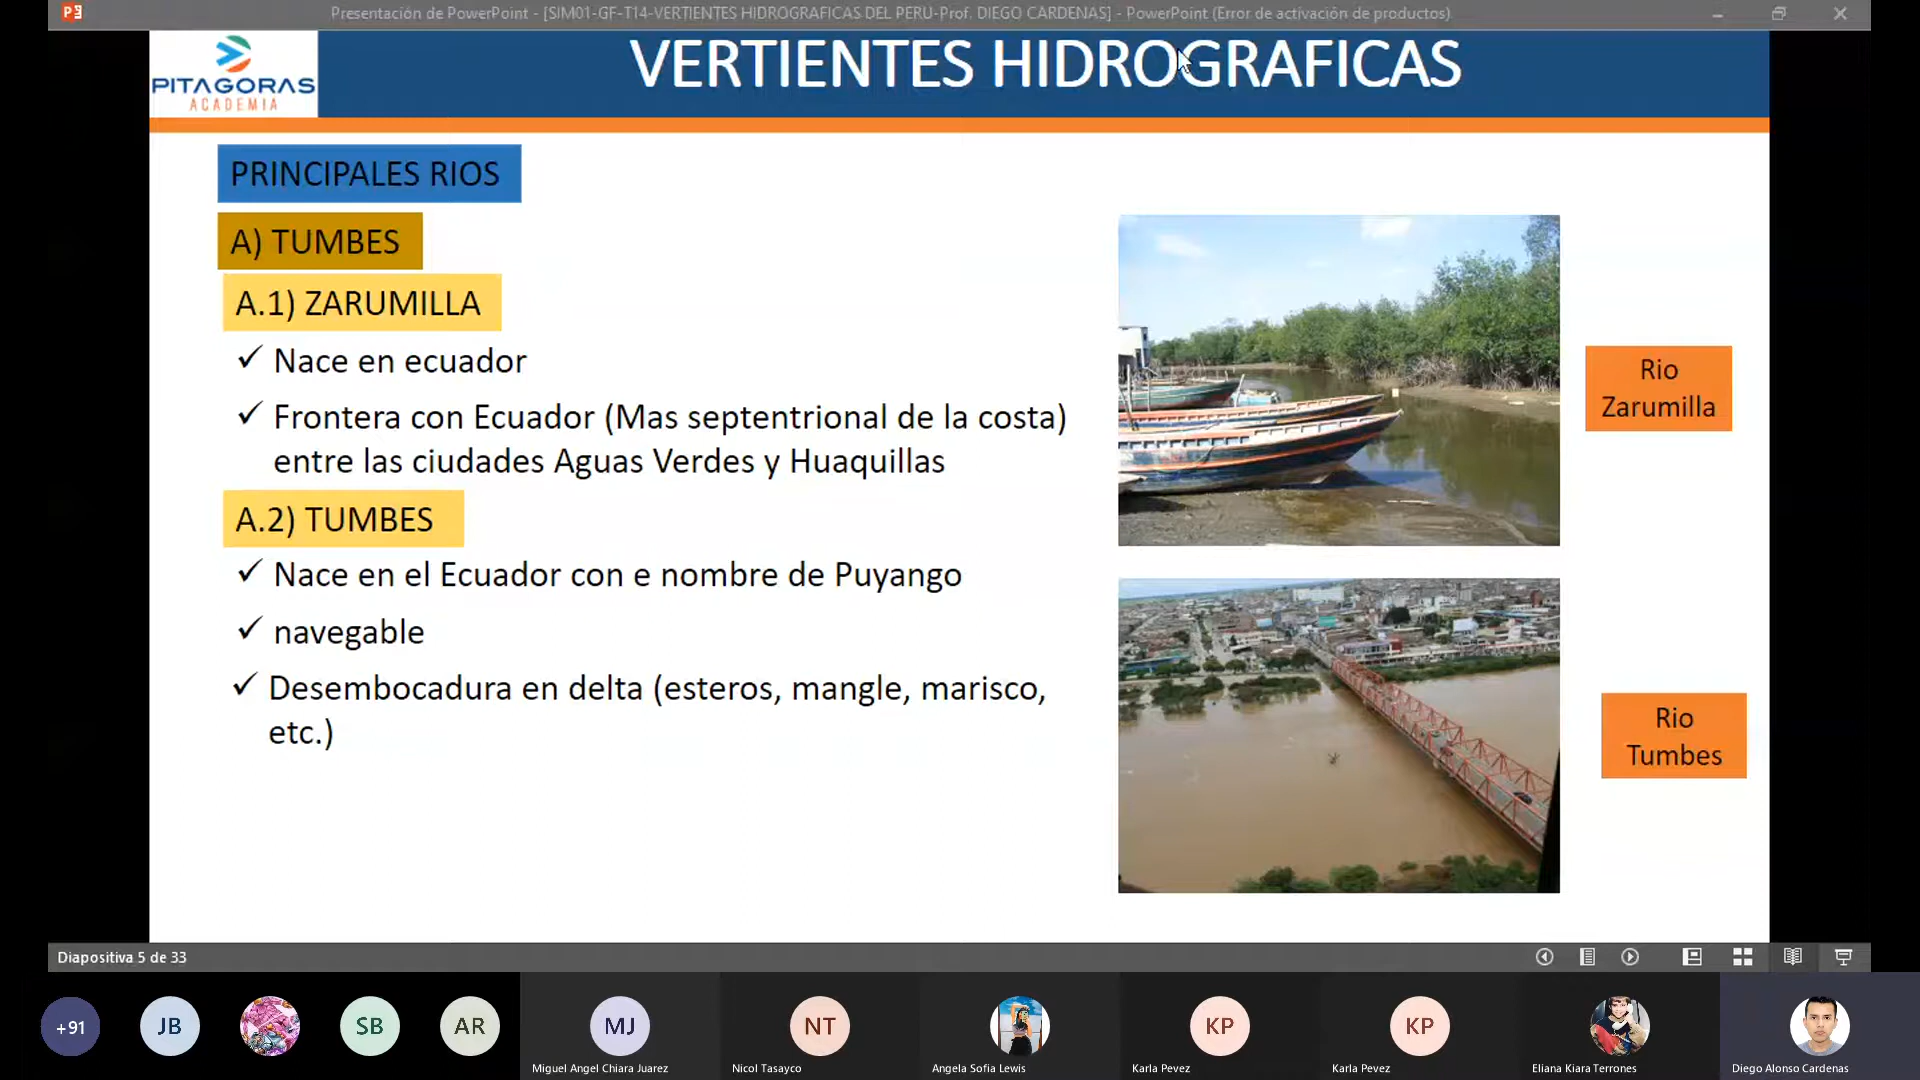 Presentación de PowerPoint - [SIM01-GF-T14-VERTIENTES HIDROGRAFICAS DEL PERU-Prof. DIEGO CARDENAS] - PowerPoint (Error de activación de productos)
PITAGORAS
ACADEMIA
VERTIENTES HIDROGRAFICAS
PRINCIPALES RIOS
A) TUMBES
A.1) ZARUMILLA
✓ Nace en ecuador
✓ Frontera con Ecuador (Mas septentrional de la costa)
entre las ciudades Aguas Verdes y Huaquillas
A.2) TUMBES
✓ Nace en el Ecuador con e nombre de Puyango
✓ navegable
✓ Desembocadura en delta (esteros, mangle, marisco,
etc.)
Rio
Zarumilla
Rio
Tumbes
Diapositiva 5 de 33
+91
JB
SB
AR
MJ
Miguel Angel Chiara Juarez
NT
Nicol Tasayco
Angela Sofia Lewis
KP
Karla Pevez
KP
Karla Pevez
Eliana Kiara Terrones
Diego Alonso Cardenas